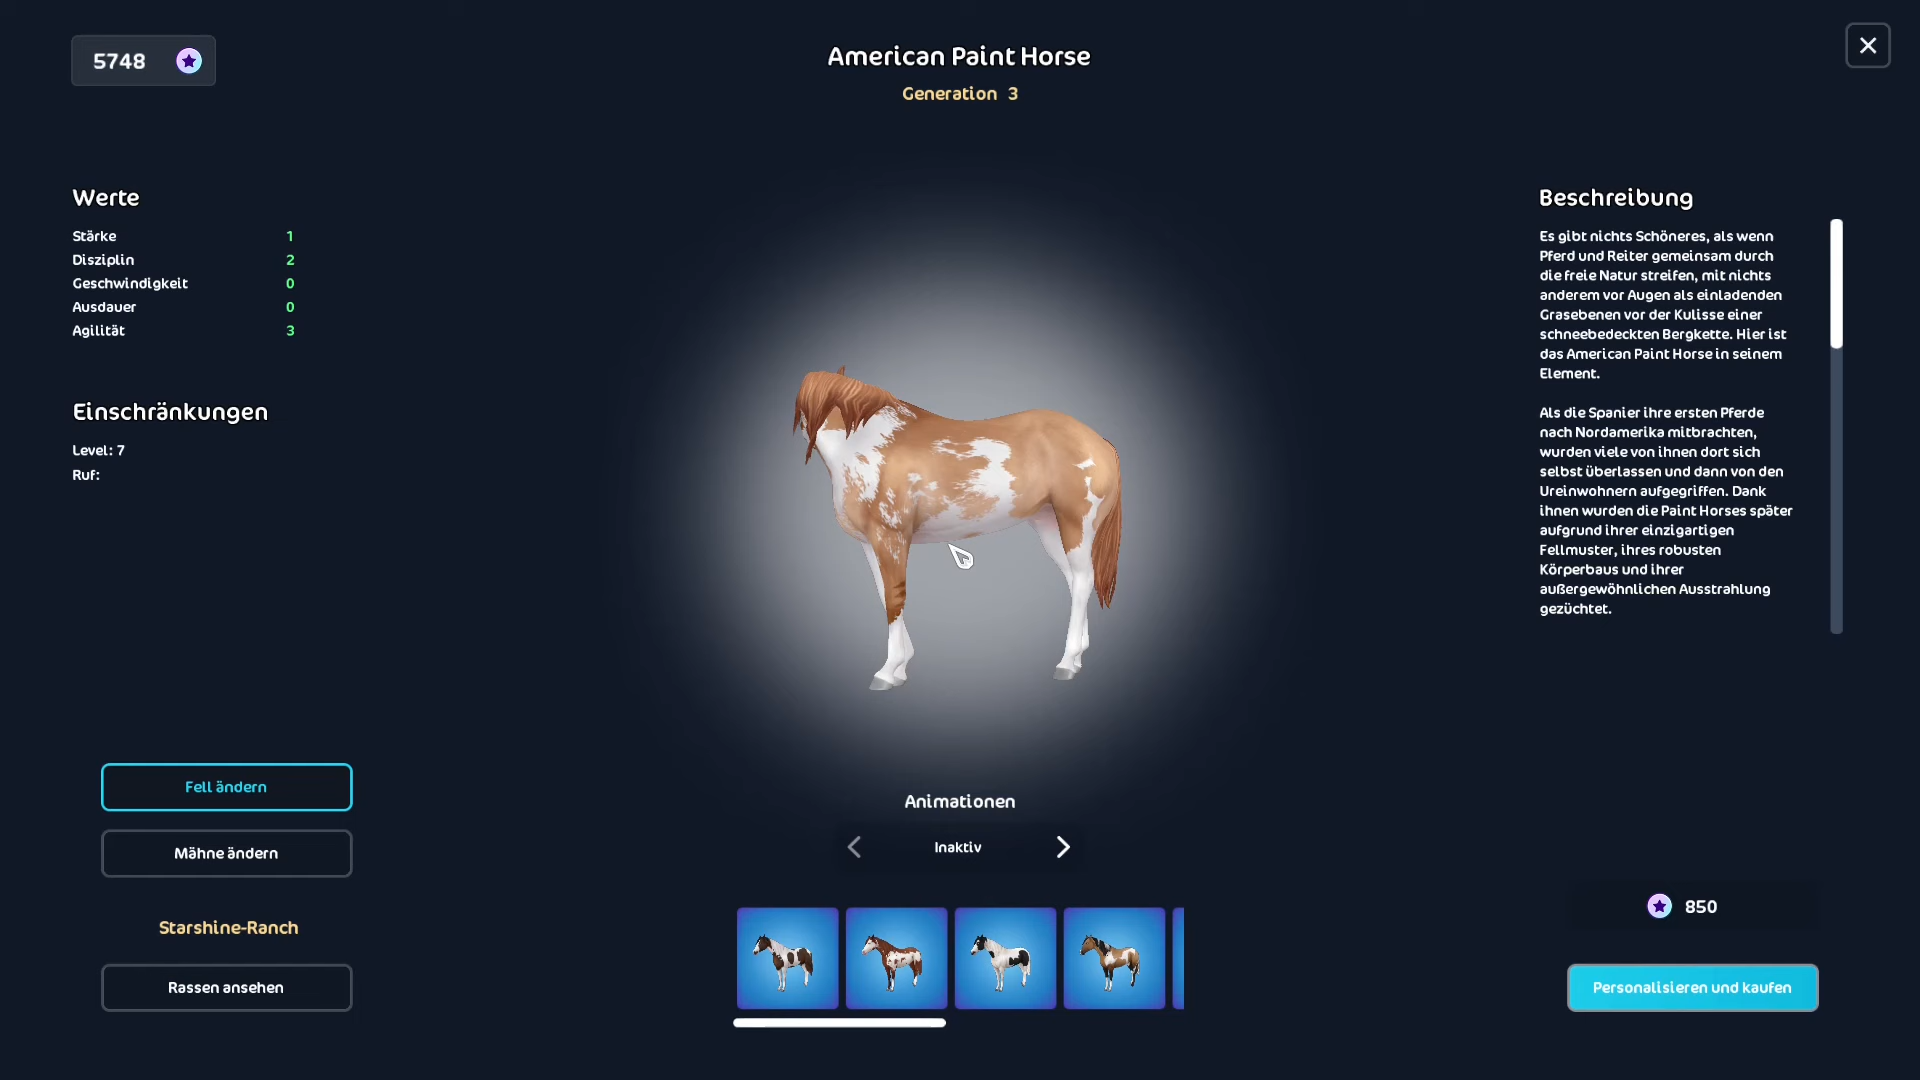 5748
American Paint Horse
Generation 3
Werte
Stärke 1
Disziplin 2
Geschwindigkeit 0
Ausdauer 0
Agilität 3
Einschränkungen
Level: 7
Ruf:
Beschreibung
Es gibt nichts Schöneres, als wenn
Pferd und Reiter gemeinsam durch
die freie Natur streifen, mit nichts
anderem vor Augen als einladenden
Grasebenen vor der Kulisse einer
schneebedeckten Bergkette. Hier ist
das American Paint Horse in seinem
Element.
Als die Spanier ihre ersten Pferde
nach Nordamerika mitbrachten,
wurden viele von ihnen dort sich
selbst überlassen und dann von den
Ureinwohnern aufgegriffen. Dank
ihnen wurden die Paint Horses später
aufgrund ihrer einzigartigen
Fellmuster, ihres robusten
Körperbaus und ihrer
außergewöhnlichen Ausstrahlung
gezüchtet.
Fell ändern
Mähne ändern
Starshine-Ranch
Rassen ansehen
Animationen
Inaktiv
850
Personalisieren und kaufen